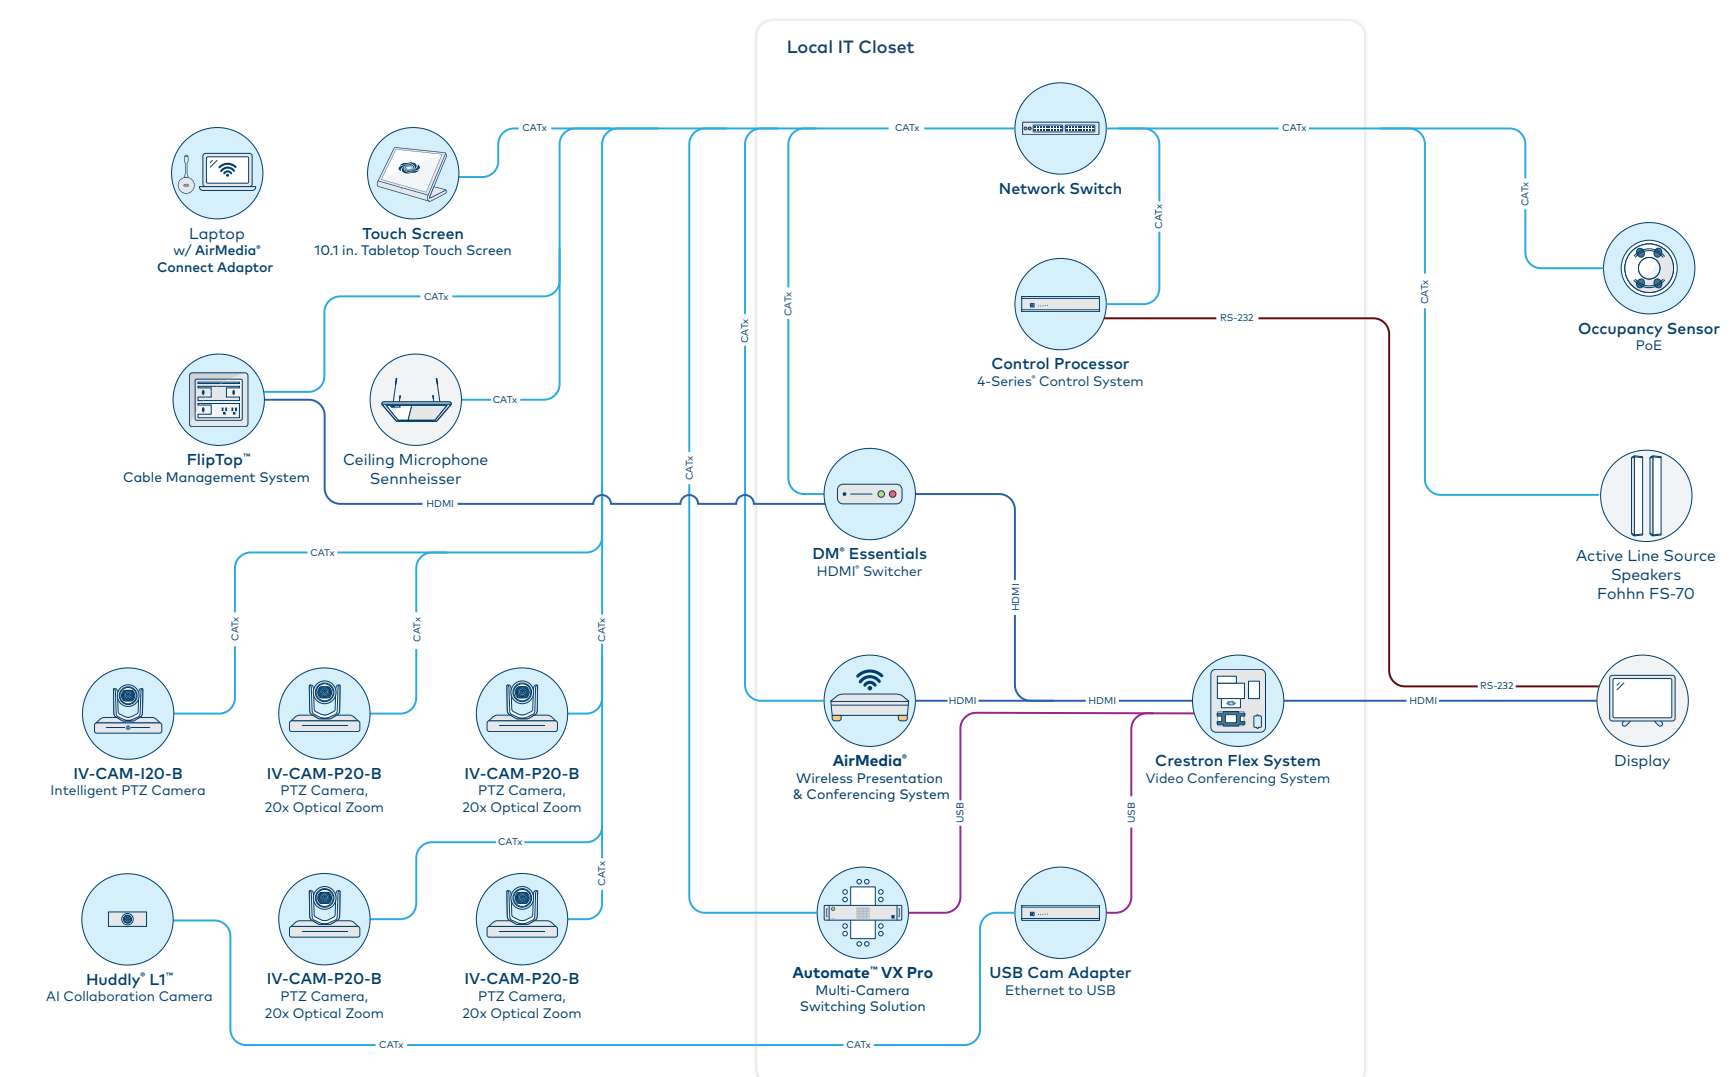 Local IT Closet
CATx
CATx
CATx
Network Switch
Laptop
w/ AirMedia®
Connect Adaptor
Touch Screen
10.1 in. Tabletop Touch Screen
CATx
CATx
CATx
CATx
CATx
CATx
RS-232
CATx
Occupancy Sensor
PoE
Control Processor
4-Series® Control System
CATx
FlipTop™
Cable Management System
Ceiling Microphone
Sennheisser
CATx
HDMI
DM® Essentials
HDMI® Switcher
HDMI
Active Line Source
Speakers
Fohhn FS-70
CATx
CATx
CATx
CATx
HDMI
HDMI
HDMI
RS-232
IV-CAM-I20-B
Intelligent PTZ Camera
IV-CAM-P20-B
PTZ Camera,
20x Optical Zoom
IV-CAM-P20-B
PTZ Camera,
20x Optical Zoom
AirMedia®
Wireless Presentation
& Conferencing System
Crestron Flex System
Video Conferencing System
Display
USB
USB
CATx
CATx
Huddly® L1™
AI Collaboration Camera
IV-CAM-P20-B
PTZ Camera,
20x Optical Zoom
IV-CAM-P20-B
PTZ Camera,
20x Optical Zoom
Automate™ VX Pro
Multi-Camera
Switching Solution
USB Cam Adapter
Ethernet to USB
CATx
CATx